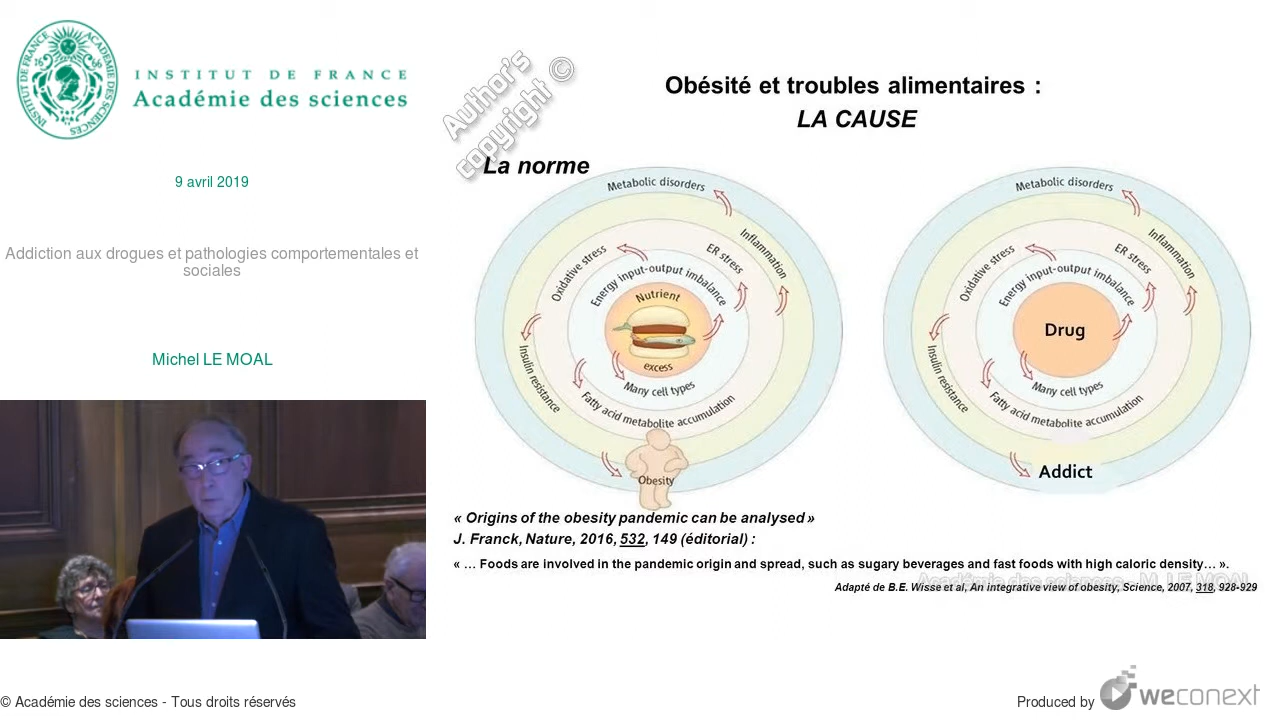 INSTITUT DE FRANCE
Académie des sciences
9 avril 2019
Addiction aux drogues et pathologies comportementales et
sociales
Michel LE MOAL
Author's
copyright ©
Obésité et troubles alimentaires :
LA CAUSE
La norme
Metabolic disorders
Inflammation
Oxidative stress
ER stress
Energy input-output imbalance
Nutrient
excess
Many cell types
Insulin resistance
Fatty acid metabolite accumulation
Obesity
Metabolic disorders
Inflammation
Oxidative stress
ER stress
Energy input-output imbalance
Drug
Many cell types
Insulin resistance
Fatty acid metabolite accumulation
Addict
« Origins of the obesity pandemic can be analysed »
J. Franck, Nature, 2016, 532, 149 (éditorial) :
« … Foods are involved in the pandemic origin and spread, such as sugary beverages and fast foods with high caloric density… ».
Académie des sciences - M. LE MOAL
Adapté de B.E. Wisse et al, An integrative view of obesity, Science, 2007, 318, 928-929
© Académie des sciences - Tous droits réservés
Produced by weconext